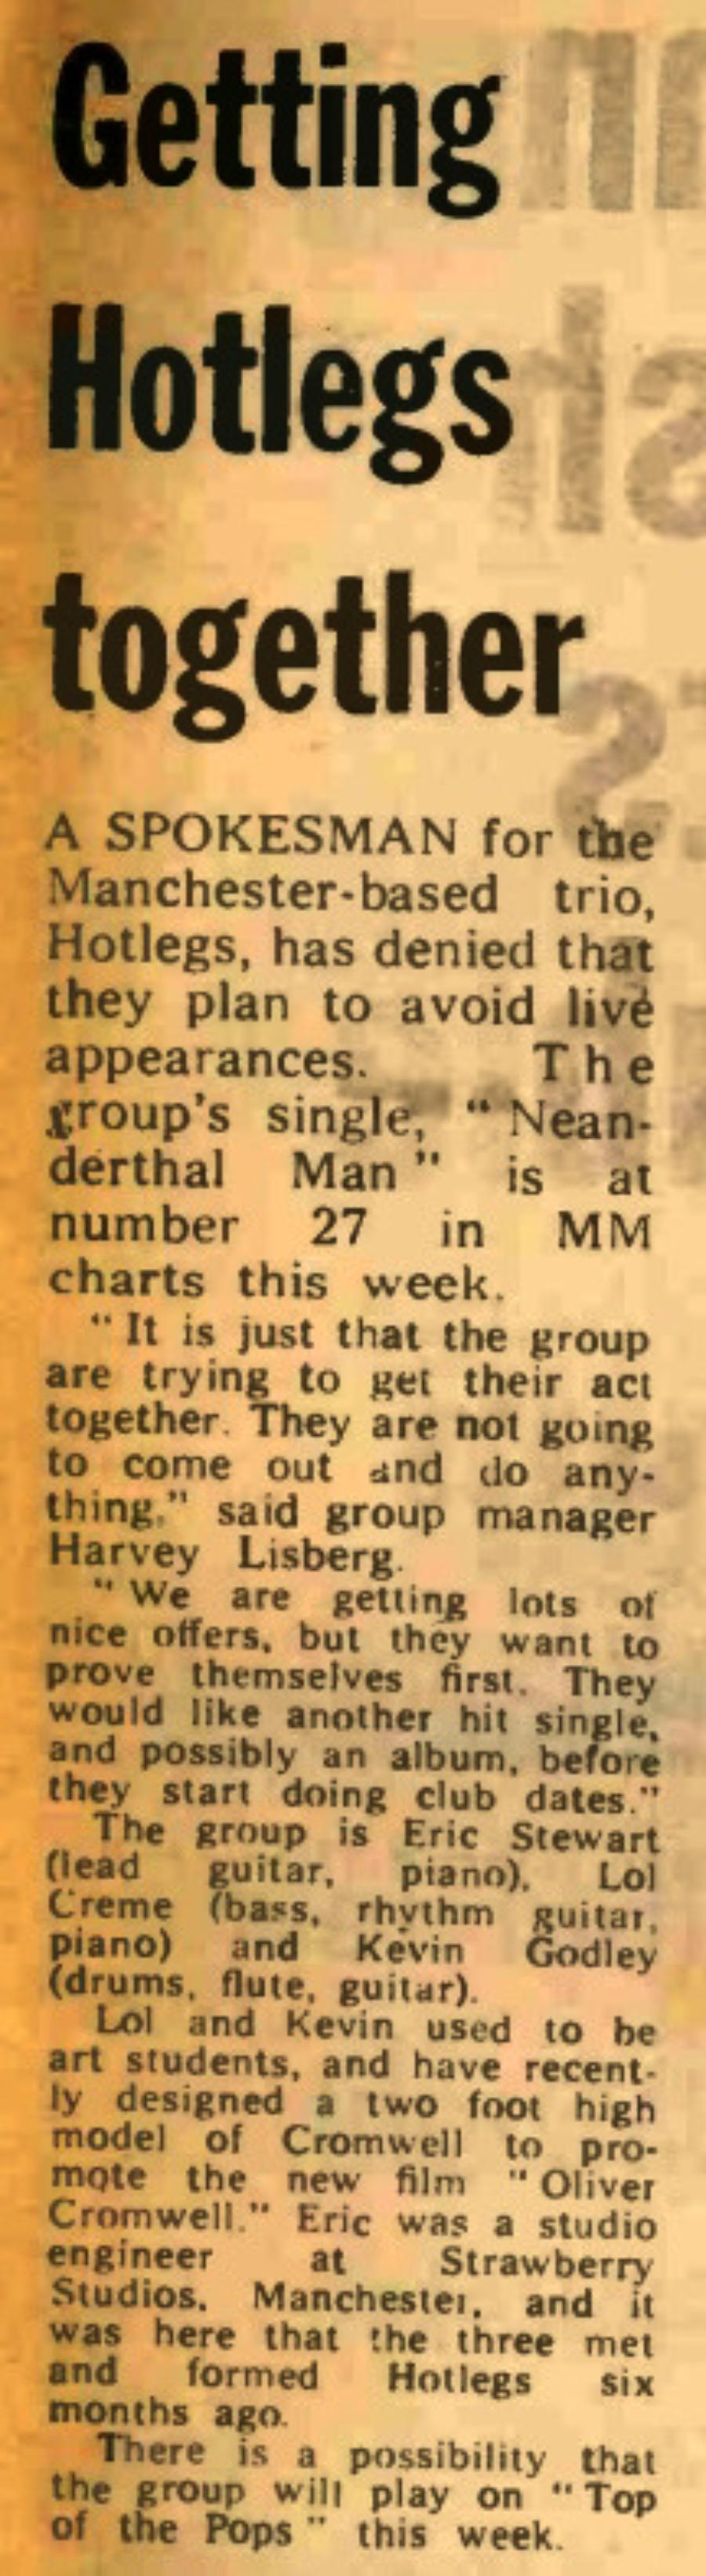 Getting
Hotlegs
together
A SPOKESMAN for the
Manchester-based trio,
Hotlegs, has denied that
they plan to avoid live
appearances. The
group's single, "Nean-
derthal Man" is at
number 27 in MM
charts this week.
"It is just that the group
are trying to get their act
together. They are not going
to come out and do any-
thing," said group manager
Harvey Lisberg.
"We are getting lots of
nice offers, but they want to
prove themselves first. They
would like another hit single,
and possibly an album, before
they start doing club dates."
The group is Eric Stewart
(lead guitar, piano), Lol
Creme (bass, rhythm guitar,
piano) and Kevin Godley
(drums, flute, guitar).
Lol and Kevin used to be
art students, and have recent-
ly designed a two foot high
model of Cromwell to pro-
mote the new film "Oliver
Cromwell." Eric was a studio
engineer at Strawberry
Studios, Manchester, and it
was here that the three met
and formed Hotlegs six
months ago.
There is a possibility that
the group will play on "Top
of the Pops" this week.